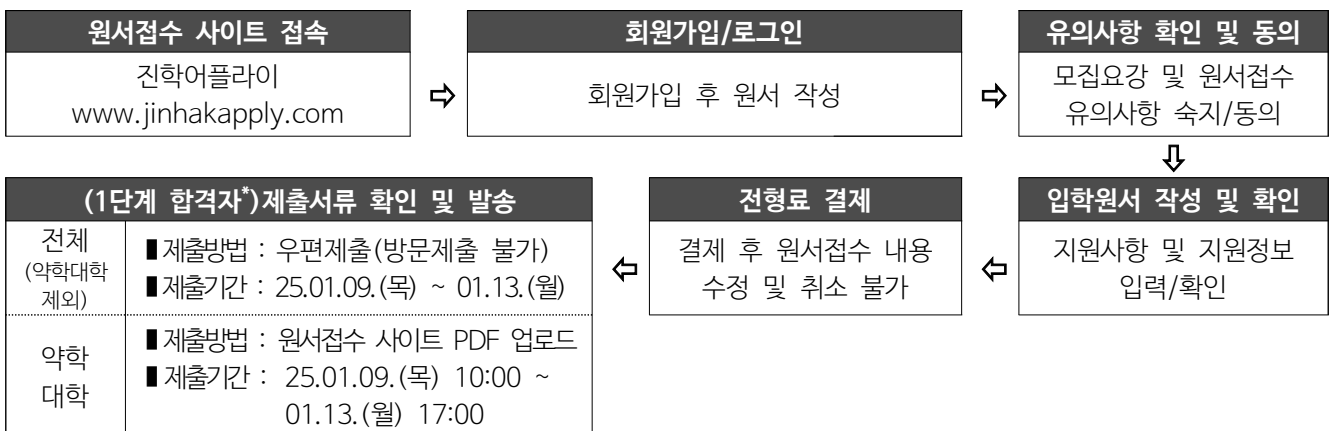 원서접수 사이트 접속
진학어플라이
www.jinhakapply.com
⇨
회원가입/로그인
회원가입 후 원서 작성
⇨
유의사항 확인 및 동의
모집요강 및 원서접수
유의사항 숙지/동의
⇩
입학원서 작성 및 확인
지원사항 및 지원정보
입력/확인
⇦
전형료 결제
결제 후 원서접수 내용
수정 및 취소 불가
⇦
(1단계 합격자*)제출서류 확인 및 발송
전체
(약학대학
제외)
▮제출방법 : 우편제출(방문제출 불가)
▮제출기간 : 25.01.09.(목) ~ 01.13.(월)
약학
대학
▮제출방법 : 원서접수 사이트 PDF 업로드
▮제출기간 : 25.01.09.(목) 10:00 ~
01.13.(월) 17:00